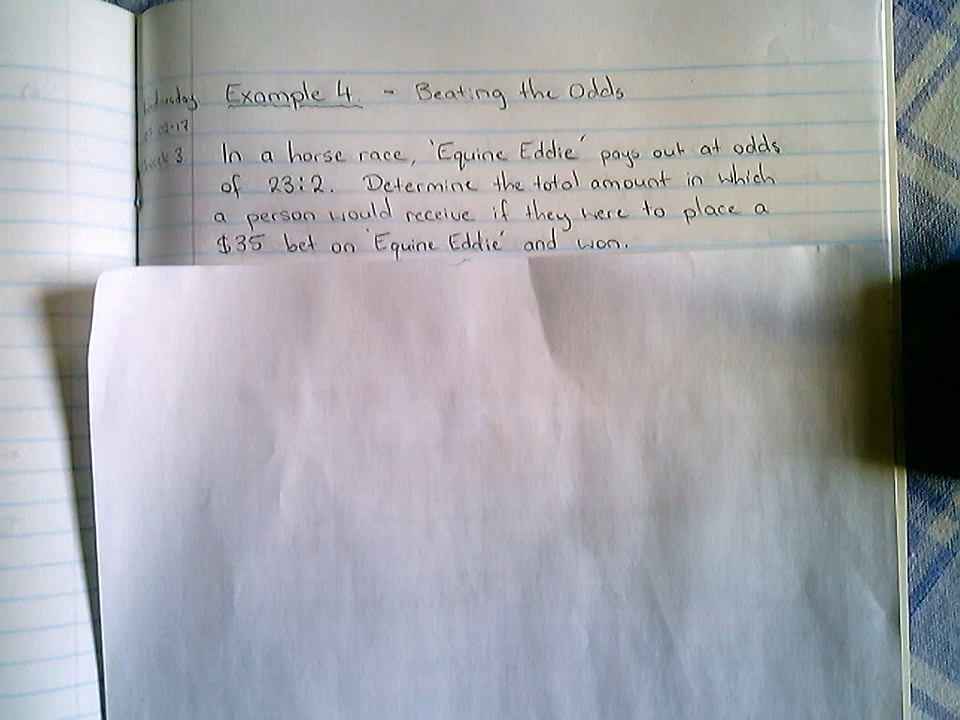 Example 4. - Beating the Odds
In a horse race, 'Equine Eddie' pays out at odds
of 23:2. Determine the total amount in which
a person would receive if they were to place a
$35 bet on 'Equine Eddie' and won.